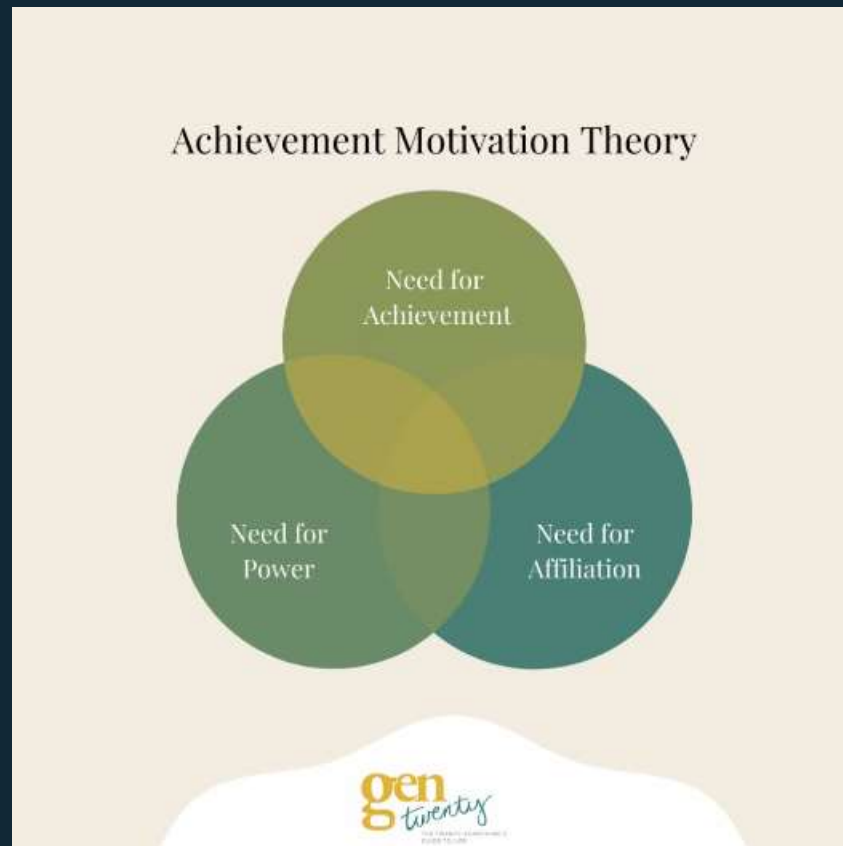 Achievement Motivation Theory
Need for
Achievement
Need for
Power
Need for
Affiliation
gen
twenty